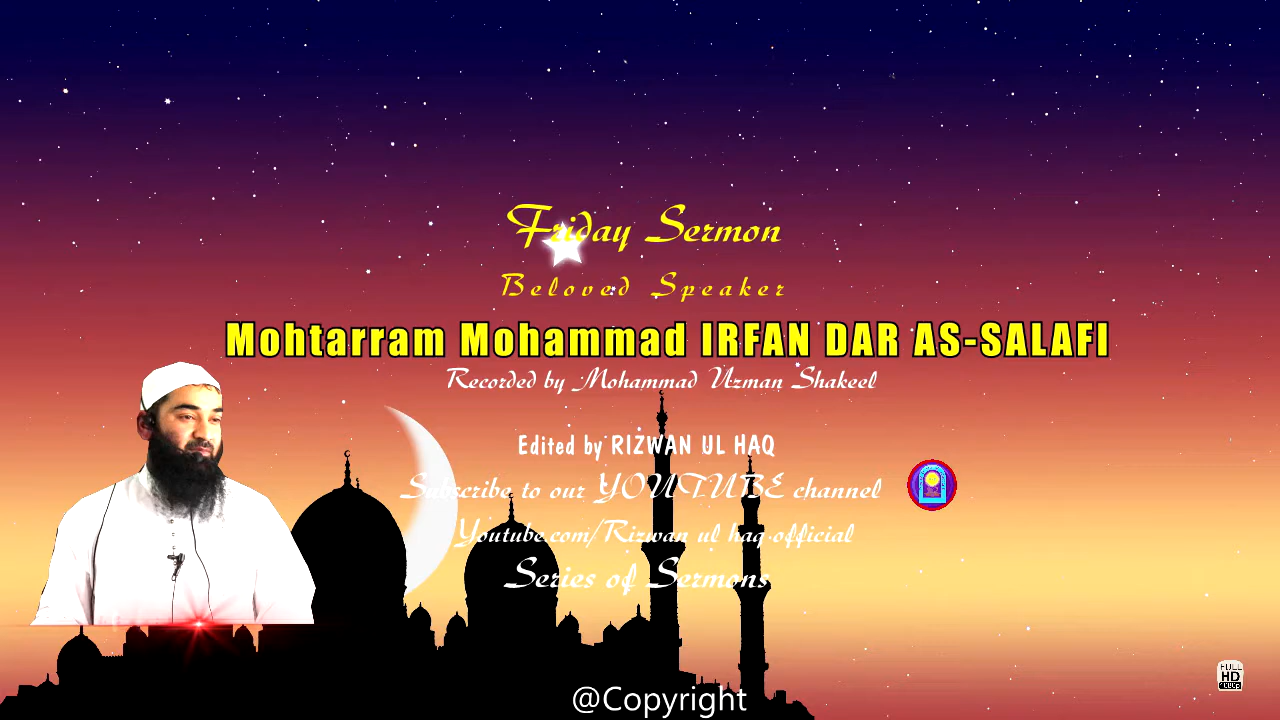 Friday Sermon
Beloved Speaker
Mohtarram Mohammad IRFAN DAR AS-SALAFI
Recorded by Mohammad Uzman Shakeel
Edited by RIZWAN UL HAQ
Subscribe to our YOUTUBE channel
Youtube.com/Rizwan ul haq official
Series of Sermons
@Copyright
FULL
HD